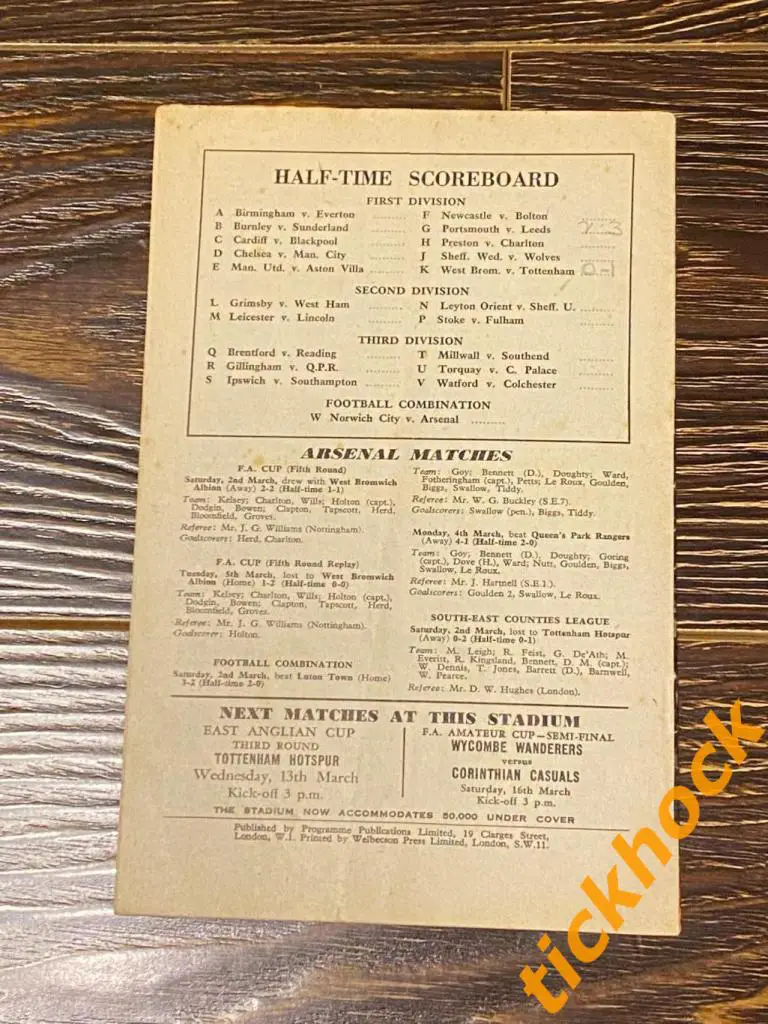 HALF-TIME SCOREBOARD
FIRST DIVISION
A Birmingham v. Everton ........
B Burnley v. Sunderland ........
C Cardiff v. Blackpool ........
D Chelsea v. Man. City ........
E Man. Utd. v. Aston Villa ........
F Newcastle v. Bolton ........
G Portsmouth v. Leeds
H Preston v. Charlton ........
J Sheff. Wed. v. Wolves ........
K West Brom. v. Tottenham 0-1
SECOND DIVISION
L Grimsby v. West Ham ........
M Leicester v. Lincoln ........
N Leyton Orient v. Sheff. U. ........
P Stoke v. Fulham ........
THIRD DIVISION
Q Brentford v. Reading ........
R Gillingham v. Q.P.R. ........
S Ipswich v. Southampton ........
T Millwall v. Southend ........
U Torquay v. C. Palace ........
V Watford v. Colchester ........
FOOTBALL COMBINATION
W Norwich City v. Arsenal ........
ARSENAL MATCHES
F.A. CUP (Fifth Round)
Saturday, 2nd March, drew with West Bromwich
Albion (Away) 2-2 (Half-time 1-1)
Team: Kelsey; Charlton, Wills; Holton (capt.),
Dodgin, Bowen; Clapton, Tapscott, Herd,
Bloomfield, Groves.
Referee: Mr. J. G. Williams (Nottingham).
Goalscorers: Herd, Charlton.
F.A. CUP (Fifth Round Replay)
Tuesday, 5th March, lost to West Bromwich
Albion (Home) 1-2 (Half-time 0-0)
Team: Kelsey; Charlton, Wills; Holton (capt.),
Dodgin, Bowen; Clapton, Tapscott, Herd,
Bloomfield, Groves.
Referee: Mr. J. G. Williams (Nottingham).
Goalscorer: Holton.
FOOTBALL COMBINATION
Saturday, 2nd March, beat Luton Town (Home)
3-2 (Half-time 2-0)
Team: Goy; Bennett (D.), Doughty; Ward,
Fotheringham (capt.), Petts; Le Roux, Goulden,
Biggs, Swallow, Tiddy.
Referee: Mr. W. G. Buckley (S.E.7).
Goalscorers: Swallow (pen.), Biggs, Tiddy.
Monday, 4th March, beat Queen's Park Rangers
(Away) 4-1 (Half-time 2-0)
Team: Goy; Bennett (D.), Doughty; Goring
(capt.), Dove (H.), Ward; Nutt, Goulden, Biggs,
Swallow, Le Roux.
Referee: Mr. J. Hartnell (S.E.1.)
Goalscorers: Goulden 2, Swallow, Le Roux.
SOUTH-EAST COUNTIES LEAGUE
Saturday, 2nd March, lost to Tottenham Hotspur
(Away) 0-2 (Half-time 0-1)
Team: M. Leigh; R. Feist, G. De'Ath; M.
Everitt, R. Kingsland, Bennett, D. M. (capt.);
W. Dennis, T. Jones, Barrett (D.), Barnwell,
W. Pearce.
Referee: Mr. D. W. Hughes (London).
NEXT MATCHES AT THIS STADIUM
EAST ANGLIAN CUP
THIRD ROUND
TOTTENHAM HOTSPUR
Wednesday, 13th March
Kick-off 3 p.m.
F.A. AMATEUR CUP—SEMI-FINAL
WYCOMBE WANDERERS
versus
CORINTHIAN CASUALS
Saturday, 16th March
Kick-off 3 p.m.
THE STADIUM NOW ACCOMMODATES 50,000 UNDER COVER
Published by Programme Publications Limited, 19 Clarges Street,
London, W.1. Printed by Welbecson Press Limited, London, S.W.11.
tickhock